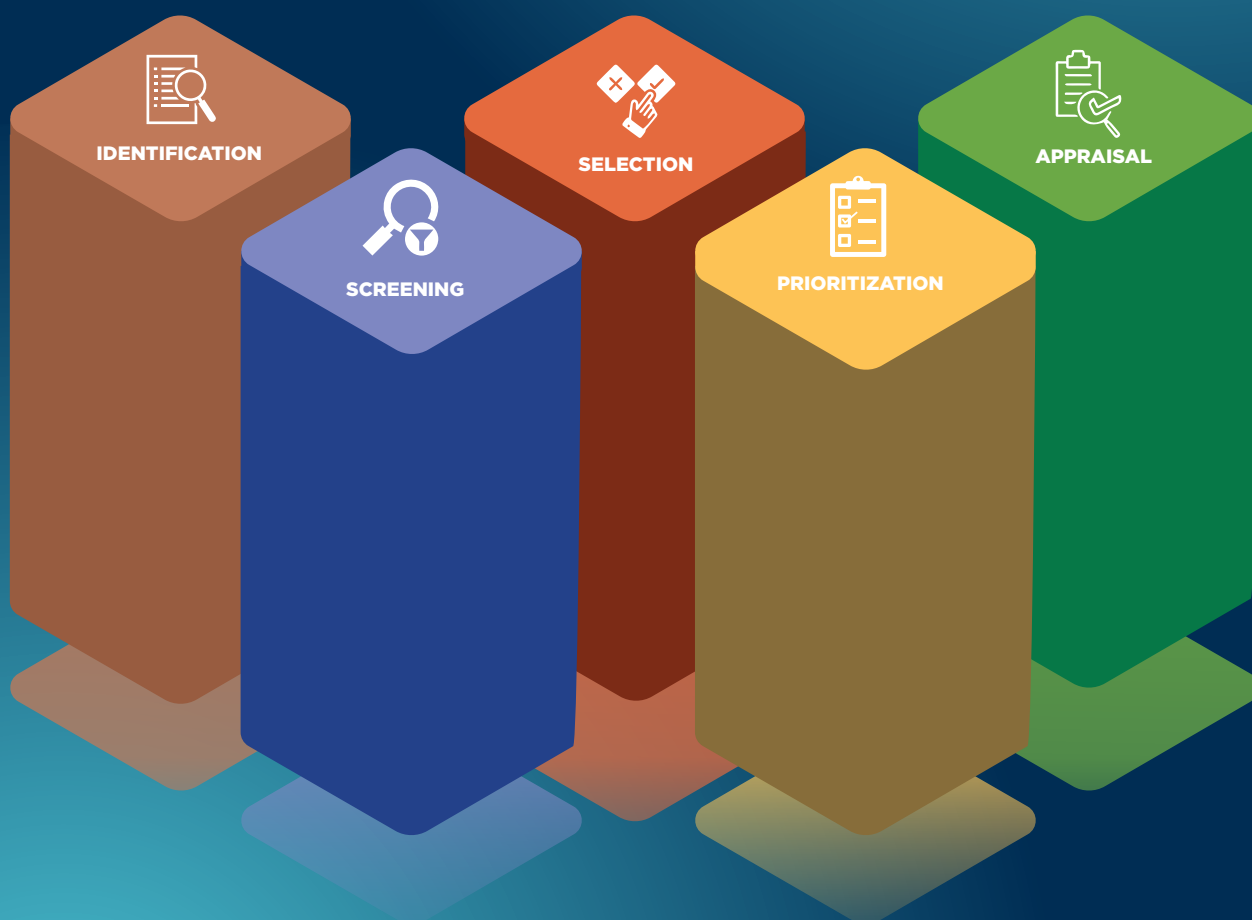 IDENTIFICATION
SCREENING
SELECTION
PRIORITIZATION
APPRAISAL